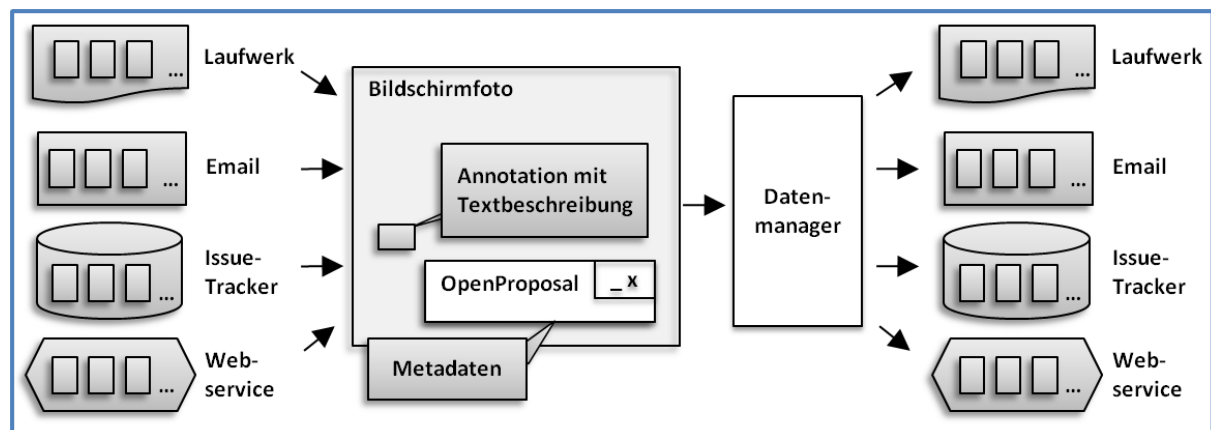 ... Laufwerk
... Email
... Issue-
Tracker
... Web-
service
Bildschirmfoto
Annotation mit
Textbeschreibung
OpenProposal _ x
Metadaten
Daten-
manager
... Laufwerk
... Email
... Issue-
Tracker
... Web-
service